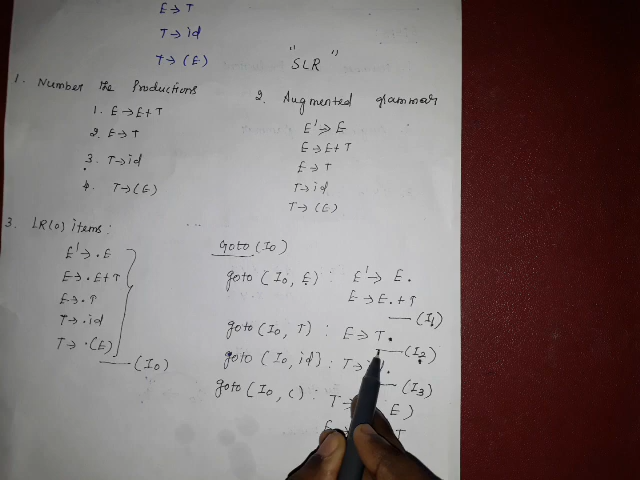 E → T
T → id
T → (E)
" SLR "
1. Number the Productions
1. E → E + T
2. E → T
3. T → id
4. T → (E)
2. Augmented grammar
E' → E
E → E + T
E → T
T → id
T → (E)
3. LR(0) items:
E' → .E
E → .E + T
E → .T
T → .id
T → .(E)
(I0)
Goto (I0)
goto (I0, E) : E' → E.
E → E. + T
(I1)
goto (I0, T) : E → T.
(I2)
goto (I0, id) : T → .
(I3)
goto (I0, () : T → E)
T